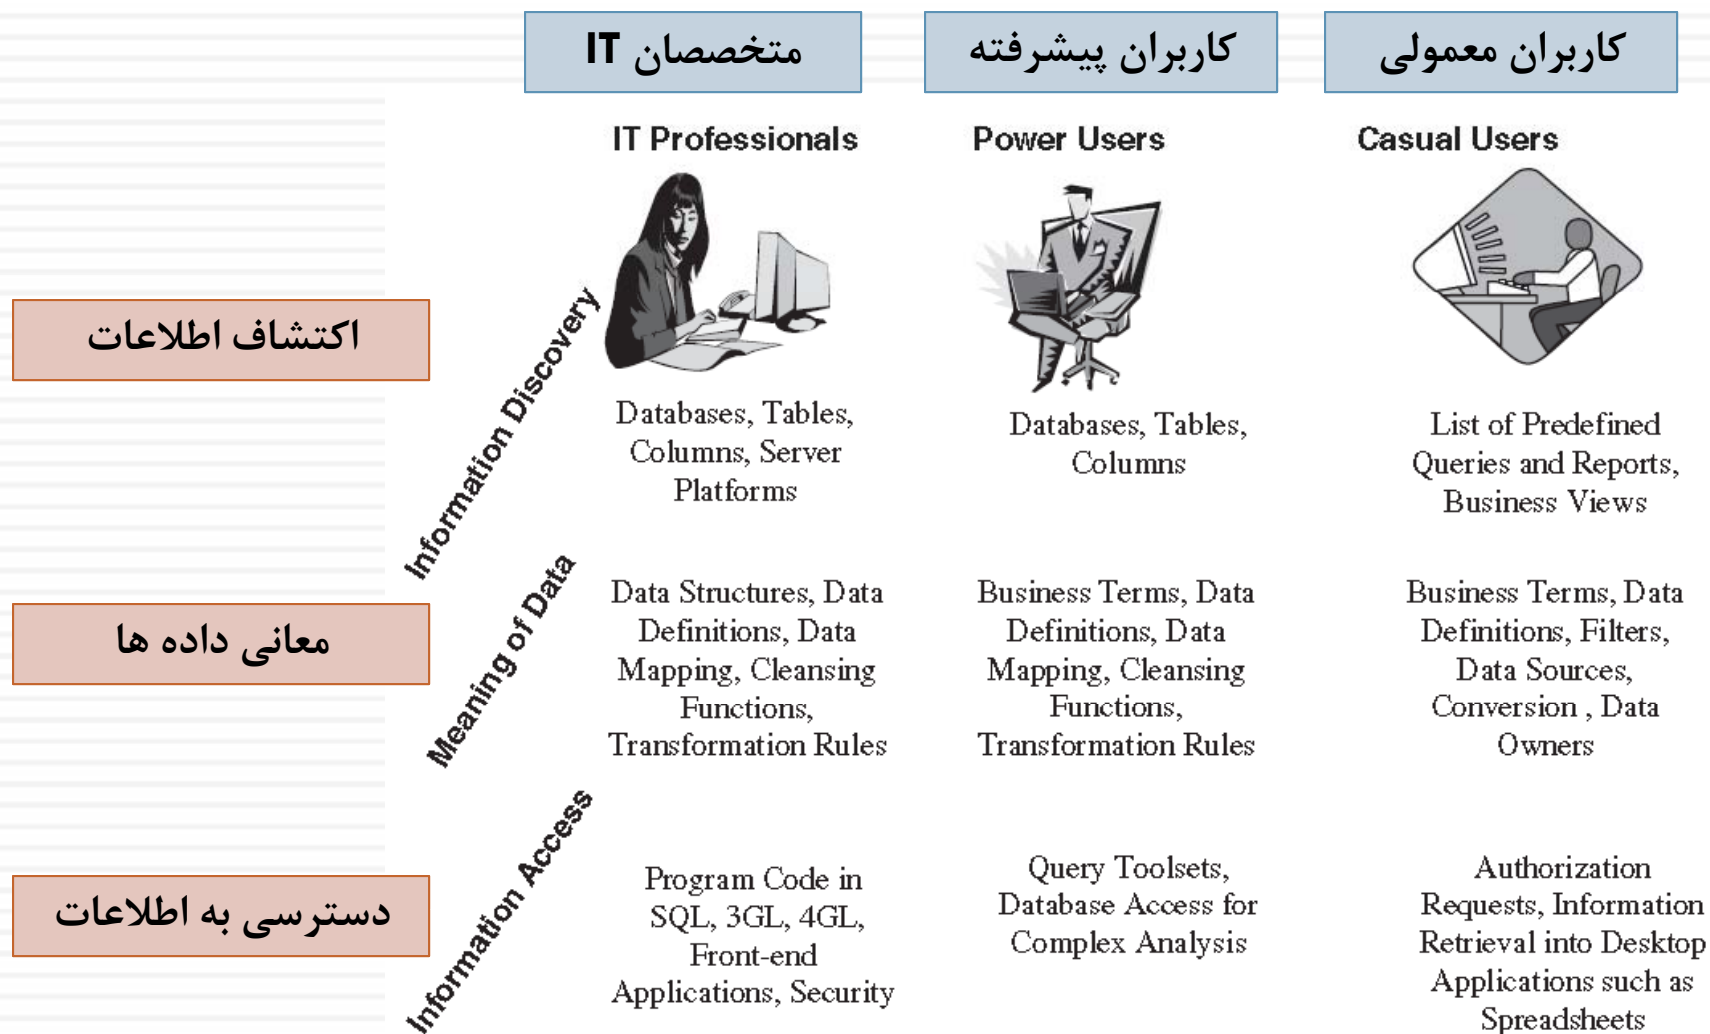 متخصصان IT
کاربران پیشرفته
کاربران معمولی
IT Professionals
Power Users
Casual Users
اکتشاف اطلاعات
Information Discovery
Databases, Tables,
Columns, Server
Platforms
Databases, Tables,
Columns
List of Predefined
Queries and Reports,
Business Views
معانی داده ها
Meaning of Data
Data Structures, Data
Definitions, Data
Mapping, Cleansing
Functions,
Transformation Rules
Business Terms, Data
Definitions, Data
Mapping, Cleansing
Functions,
Transformation Rules
Business Terms, Data
Definitions, Filters,
Data Sources,
Conversion , Data
Owners
دسترسی به اطلاعات
Information Access
Program Code in
SQL, 3GL, 4GL,
Front-end
Applications, Security
Query Toolsets,
Database Access for
Complex Analysis
Authorization
Requests, Information
Retrieval into Desktop
Applications such as
Spreadsheets